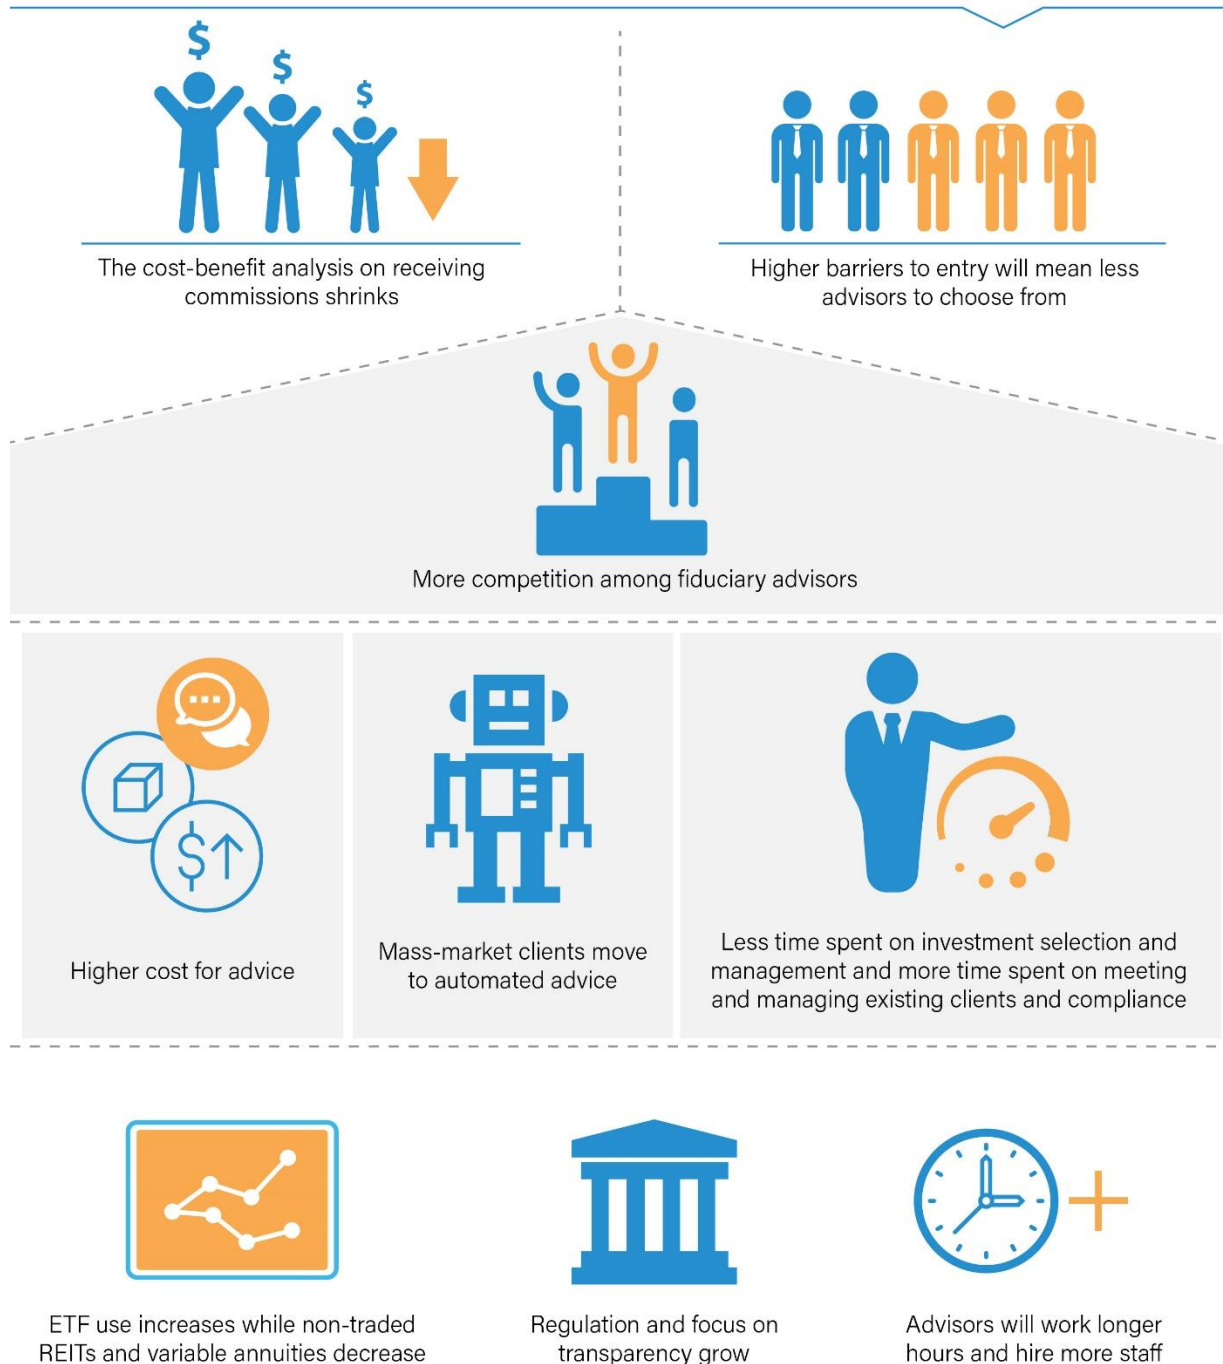 $ $ $
The cost-benefit analysis on receiving
commissions shrinks
Higher barriers to entry will mean less
advisors to choose from
More competition among fiduciary advisors
$
Higher cost for advice
Mass-market clients move
to automated advice
Less time spent on investment selection and
management and more time spent on meeting
and managing existing clients and compliance
ETF use increases while non-traded
REITs and variable annuities decrease
Regulation and focus on
transparency grow
Advisors will work longer
hours and hire more staff